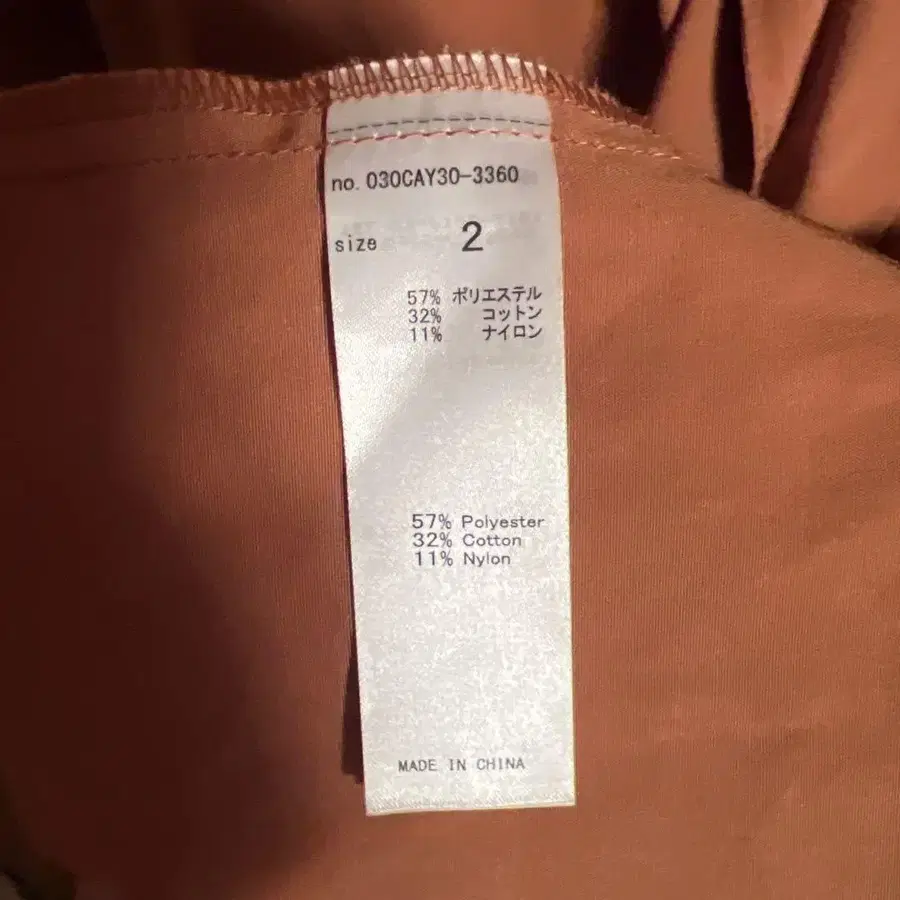 no. 030CAY30-3360
size 2
57% ポリエステル
32% コットン
11% ナイロン
57% Polyester
32% Cotton
11% Nylon
MADE IN CHINA